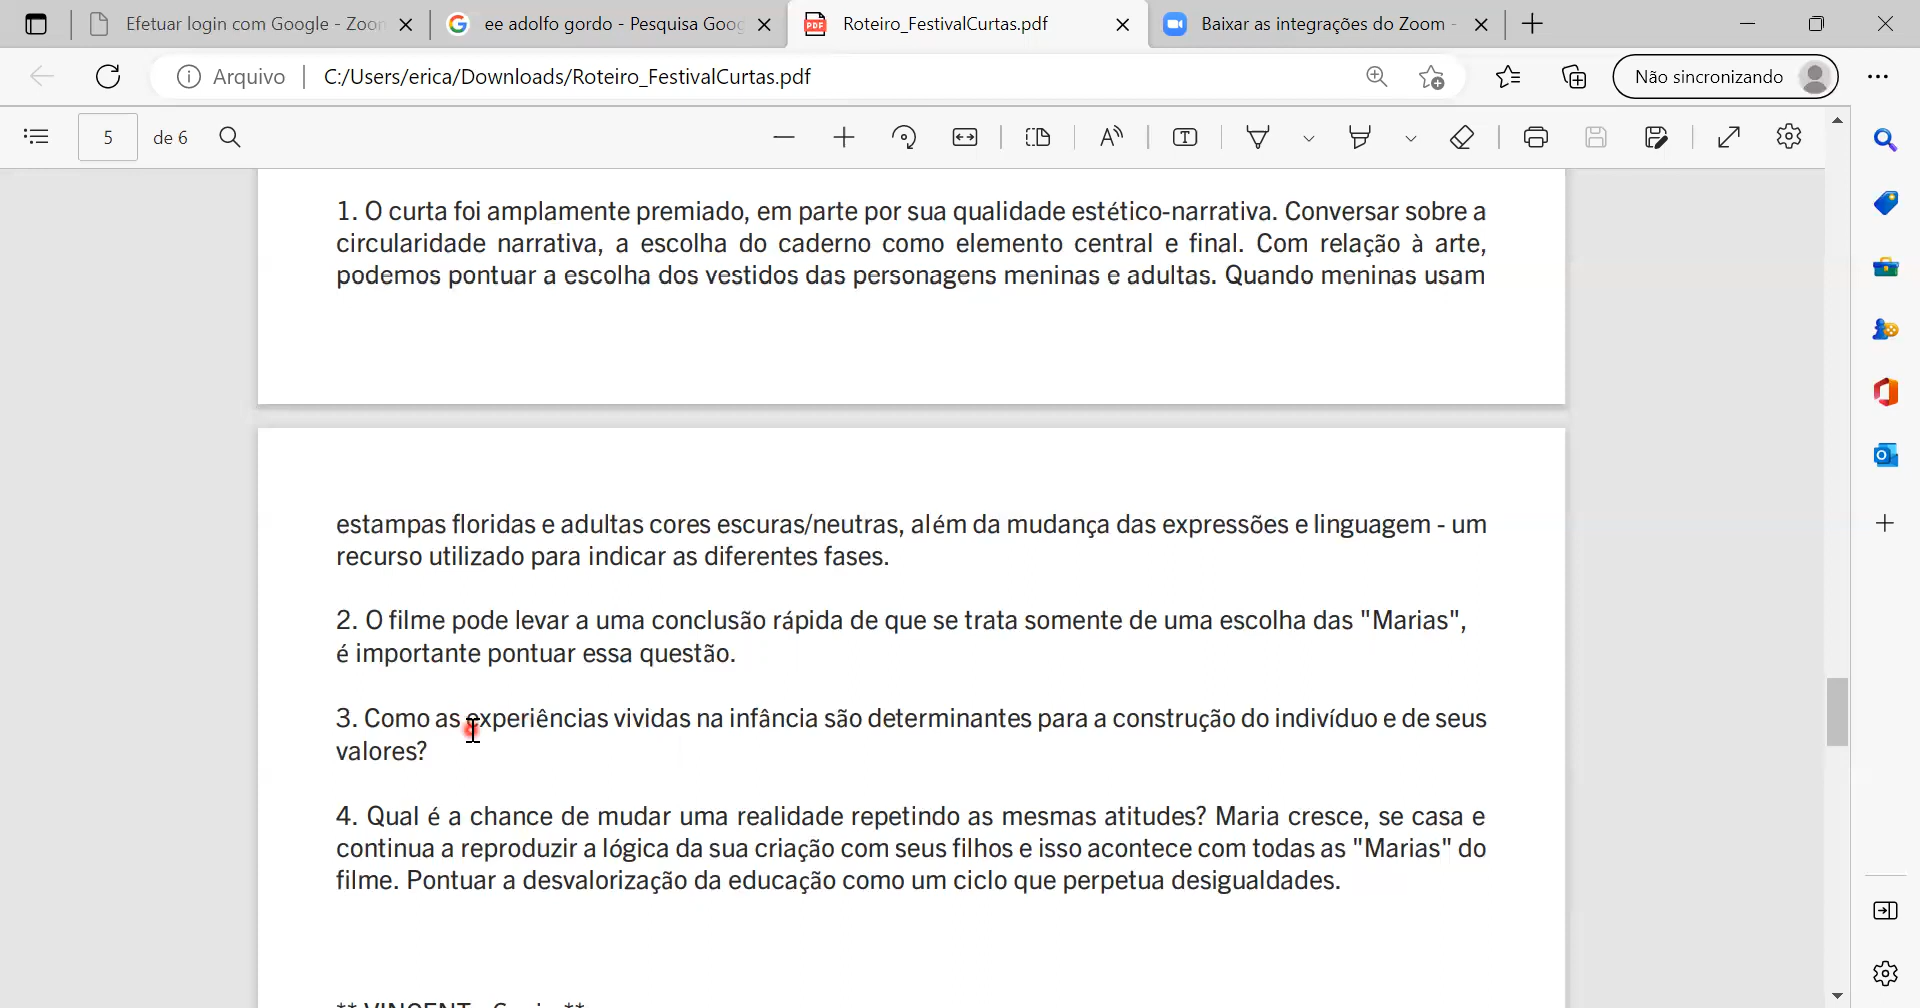 Efetuar login com Google - Zoo
ee adolfo gordo - Pesquisa Goo
Roteiro_FestivalCurtas.pdf
Baixar as integrações do Zoom -
Arquivo
C:/Users/erica/Downloads/Roteiro_FestivalCurtas.pdf
Não sincronizando
5 de 6
1. O curta foi amplamente premiado, em parte por sua qualidade estético-narrativa. Conversar sobre a
circularidade narrativa, a escolha do caderno como elemento central e final. Com relação à arte,
podemos pontuar a escolha dos vestidos das personagens meninas e adultas. Quando meninas usam
estampas floridas e adultas cores escuras/neutras, além da mudança das expressões e linguagem - um
recurso utilizado para indicar as diferentes fases.
2. O filme pode levar a uma conclusão rápida de que se trata somente de uma escolha das "Marias",
é importante pontuar essa questão.
3. Como as experiências vividas na infância são determinantes para a construção do indivíduo e de seus
valores?
4. Qual é a chance de mudar uma realidade repetindo as mesmas atitudes? Maria cresce, se casa e
continua a reproduzir a lógica da sua criação com seus filhos e isso acontece com todas as "Marias" do
filme. Pontuar a desvalorização da educação como um ciclo que perpetua desigualdades.